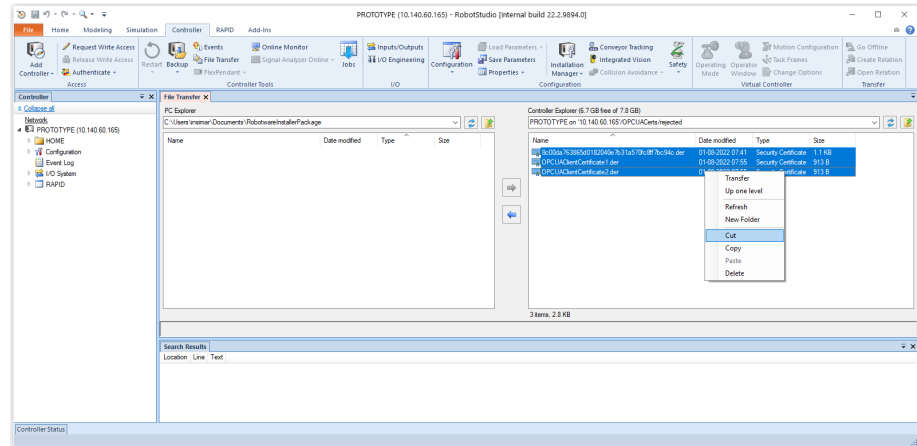 PROTOTYPE (10.140.60.165) - RobotStudio [Internal build 22.2.9894.0]
File Home Modeling Simulation Controller RAPID Add-Ins
Add Controller
Request Write Access
Release Write Access
Authenticate
Access
Restart
Backup
Events
File Transfer
FlexPendant
Online Monitor
Signal Analyzer Online
Jobs
Controller Tools
Inputs/Outputs
I/O Engineering
I/O
Configuration
Load Parameters
Save Parameters
Properties
Installation Manager
Conveyor Tracking
Integrated Vision
Collision Avoidance
Safety
Configuration
Operating Mode
Operator Window
Motion Configuration
Task Frames
Change Options
Virtual Controller
Go Offline
Create Relation
Open Relation
Transfer
Controller
Collapse all
Network
PROTOTYPE (10.140.60.165)
HOME
Configuration
Event Log
I/O System
RAPID
File Transfer X
PC Explorer
C:\Users\insimar\Documents\RobotwareInstallerPackage
Name Date modified Type Size
Controller Explorer (6.7 GB free of 7.8 GB)
PROTOTYPE on '10.140.60.165'/OPCUACerts/rejected
Name Date modified Type Size
01-08-2022 07:41 Security Certificate 1.1 KB
OPCUAClientCertificate1.der 01-08-2022 07:55 Security Certificate 913 B
OPCUAClientCertificate2.der 01-08-2022 07:55 Security Certificate 913 B
Transfer
Up one level
Refresh
New Folder
Cut
Copy
Paste
Delete
3 items, 2.8 KB
Search Results
Location Line Text
Controller Status